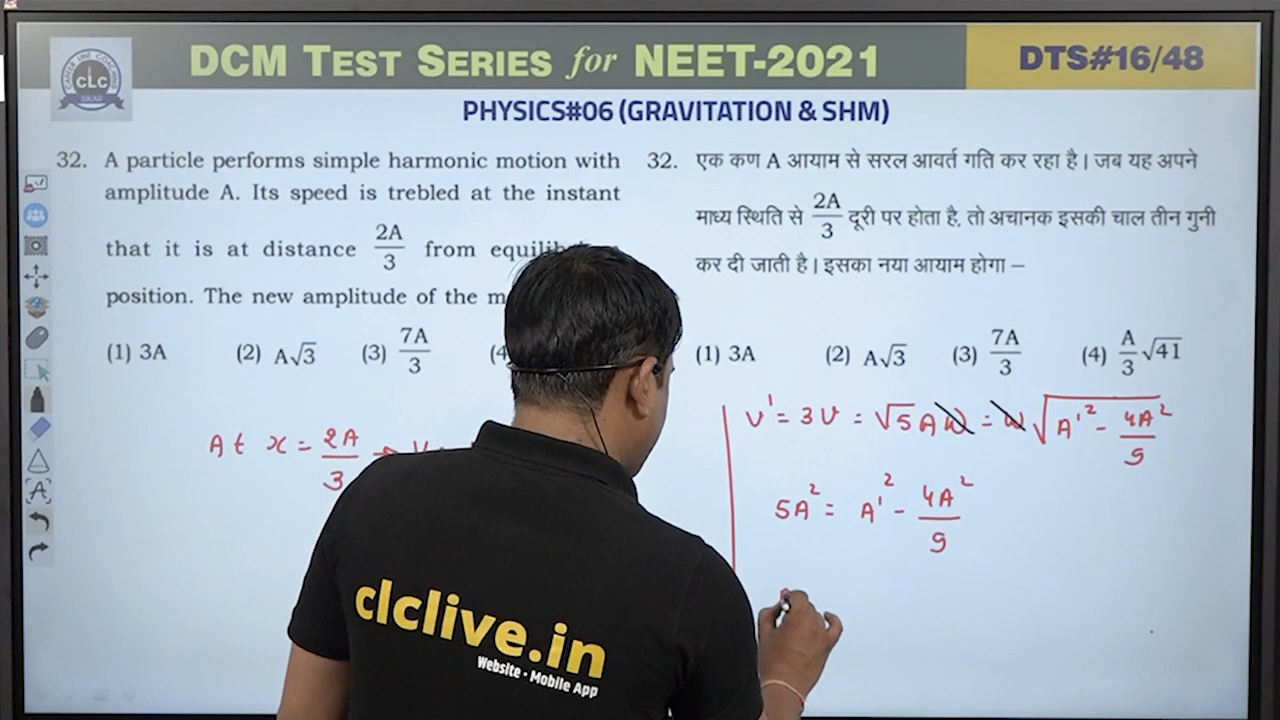 DCM TEST SERIES for NEET-2021
DTS#16/48
CLC
SIKAR
PHYSICS#06 (GRAVITATION & SHM)
32. A particle performs simple harmonic motion with
amplitude A. Its speed is trebled at the instant
that it is at distance 2A/3 from
position. The new amplitude of the
(1) 3A (2) A√3 (3) 7A/3 (4
32. एक कण A आयाम से सरल आवर्त गति कर रहा है। जब यह अपने
माध्य स्थिति से 2A/3 दूरी पर होता है, तो अचानक इसकी चाल तीन गुनी
कर दी जाती है। इसका नया आयाम होगा –
(1) 3A (2) A√3 (3) 7A/3 (4) A/3 √41
At x = 2A/3 → V
V' = 3V = √5 Aω = ω √(A'² - 4A²/9)
5A² = A'² - 4A²/9
clclive.in
Website • Mobile App